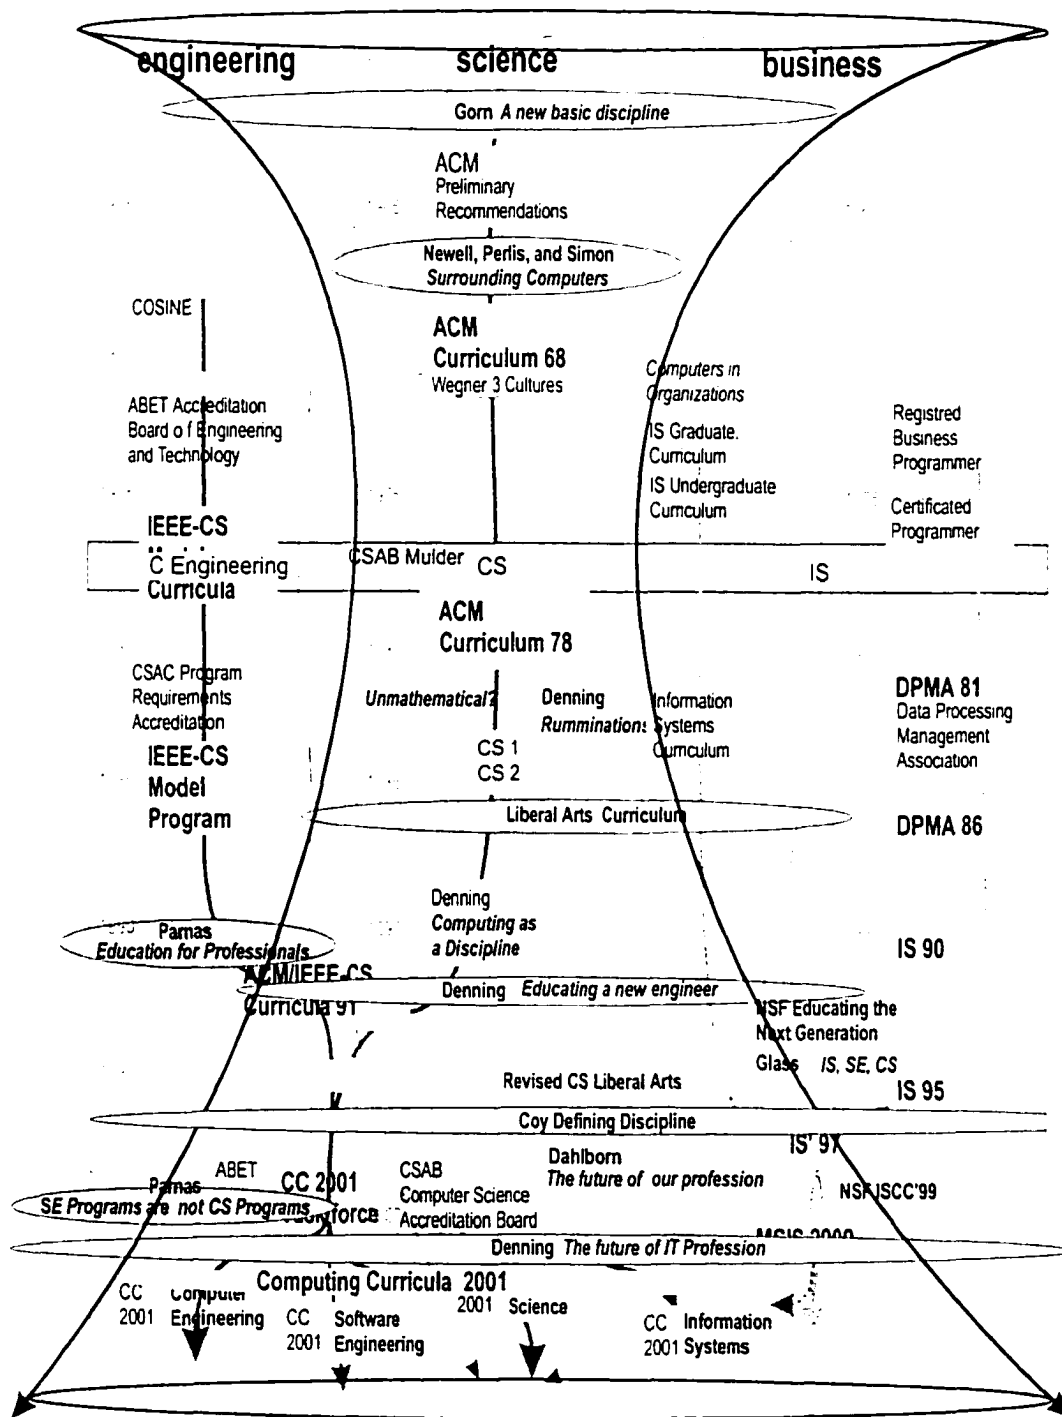 engineering science business
Gorn A new basic discipline
ACM
Preliminary
Recommendations
Newell, Perlis, and Simon
Surrounding Computers
COSINE
ACM
Curriculum 68
Wegner 3 Cultures
Computers in
Organizations
ABET Accreditation
Board of Engineering
and Technology
IS Graduate.
Curriculum
IS Undergraduate
Curriculum
Registred
Business
Programmer
Certificated
Programmer
IEEE-CS
C Engineering
Curricula
CSAB Mulder CS
IS
ACM
Curriculum 78
CSAC Program
Requirements
Accreditation
Unmathematical?
Denning
Rumminations
Information
Systems
Curriculum
DPMA 81
Data Processing
Management
Association
IEEE-CS
Model
Program
CS 1
CS 2
Liberal Arts Curriculum
DPMA 86
Denning
Computing as
a Discipline
Parnas
Education for Professionals
IS 90
ACM/IEEE-CS
Curricula 91
Denning Educating a new engineer
NSF Educating the
Next Generation
Glass IS, SE, CS
Revised CS Liberal Arts
IS 95
Coy Defining Discipline
IS' 97
Dahlborn
The future of our profession
ABET
CC 2001
CSAB
Computer Science
Accreditation Board
NSF ISCC'99
Parnas
SE Programs are not CS Programs
MSIS 2000
Denning The future of IT Profession
Computing Curricula 2001
CC Computer
2001 Engineering
CC Software
2001 Engineering
2001 Science
CC Information
2001 Systems